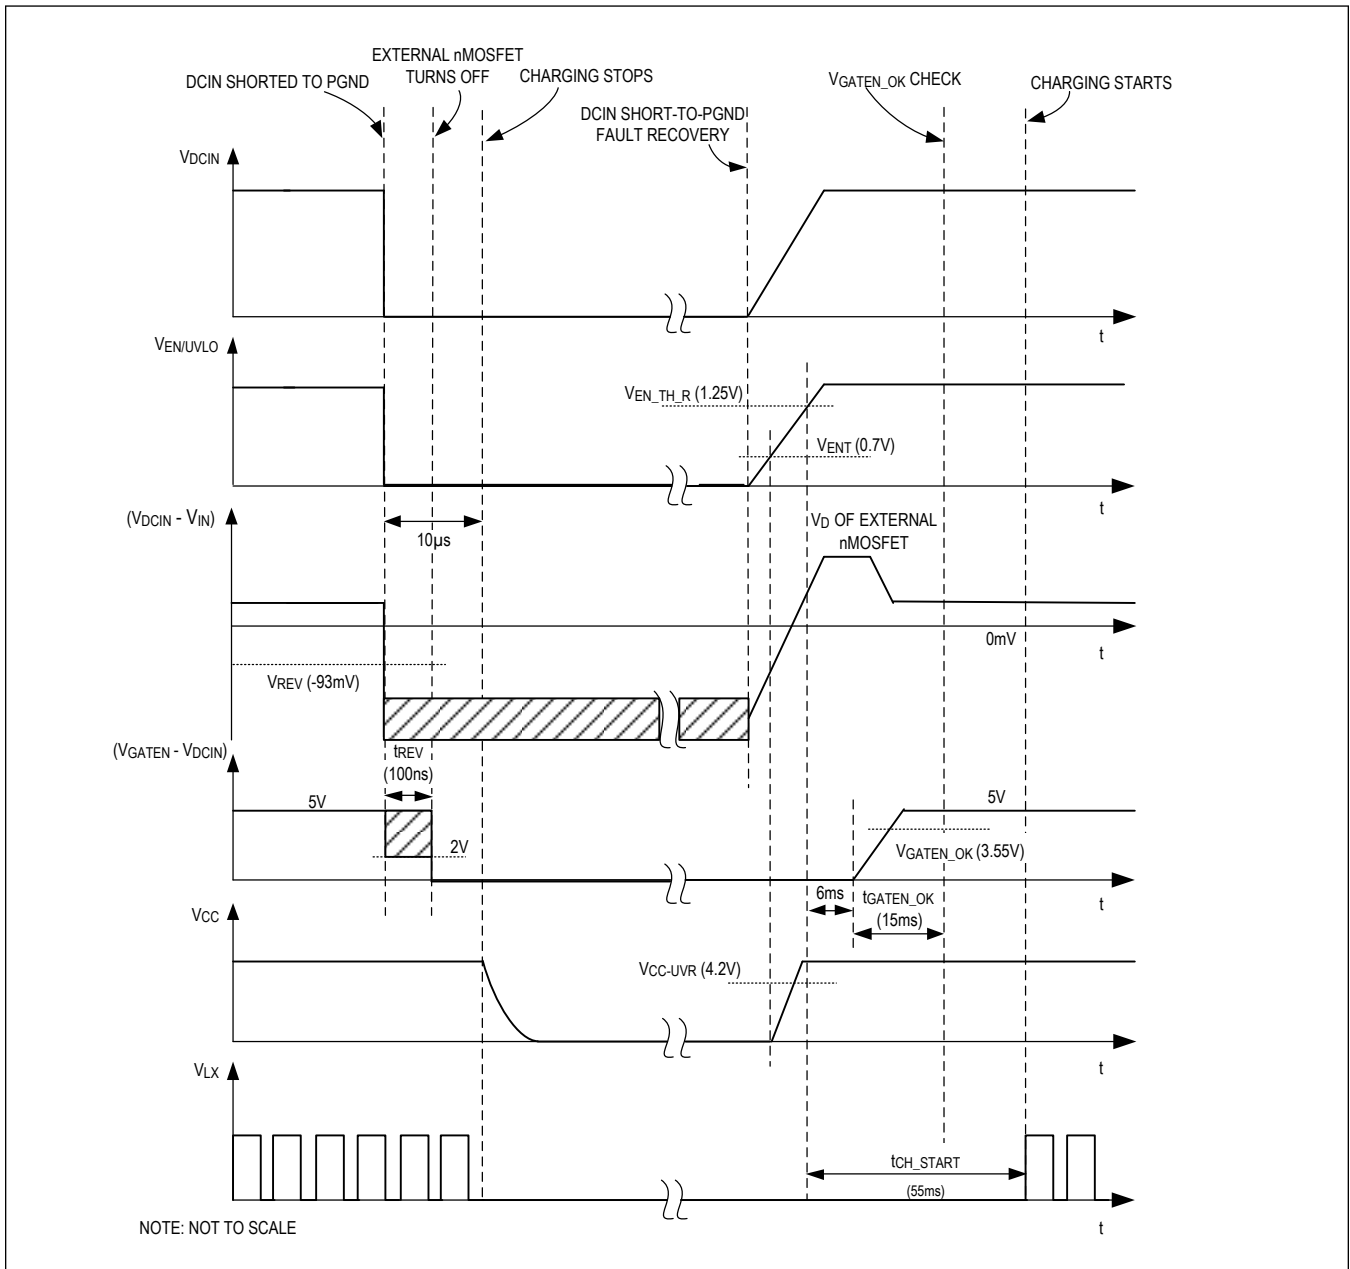 EXTERNAL nMOSFET
TURNS OFF
DCIN SHORTED TO PGND
CHARGING STOPS
VGATEN_OK CHECK
CHARGING STARTS
DCIN SHORT-TO-PGND
FAULT RECOVERY
VDCIN
t
VEN/UVLO
VEN_TH_R (1.25V)
VENT (0.7V)
t
(VDCIN - VIN)
10µs
VD OF EXTERNAL
nMOSFET
0mV
t
VREV (-93mV)
(VGATEN - VDCIN)
tREV
(100ns)
5V
2V
5V
VGATEN_OK (3.55V)
6ms
tGATEN_OK
(15ms)
t
VCC
VCC-UVR (4.2V)
t
VLX
tCH_START
(55ms)
t
NOTE: NOT TO SCALE